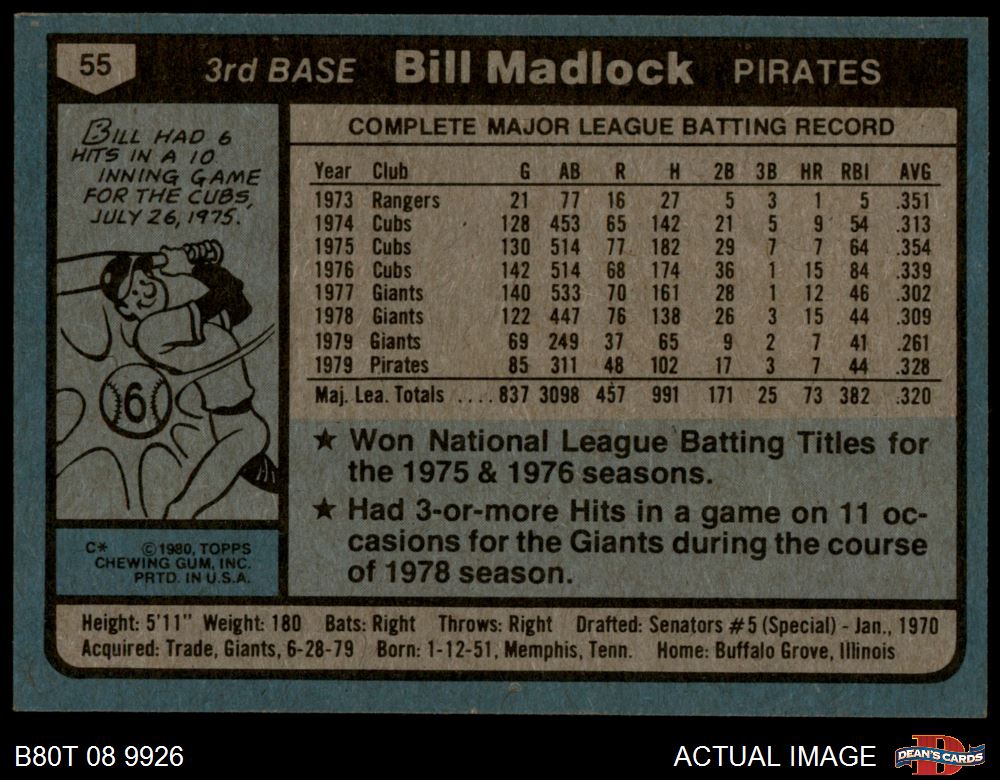 55 3rd BASE Bill Madlock PIRATES
BILL HAD 6
HITS IN A 10
INNING GAME
FOR THE CUBS,
JULY 26, 1975.
6
C* ©1980, TOPPS
CHEWING GUM, INC.
PRTD. IN U.S.A.
COMPLETE MAJOR LEAGUE BATTING RECORD
Year Club G AB R H 2B 3B HR RBI AVG
1973 Rangers 21 77 16 27 5 3 1 5 .351
1974 Cubs 128 453 65 142 21 5 9 54 .313
1975 Cubs 130 514 77 182 29 7 7 64 .354
1976 Cubs 142 514 68 174 36 1 15 84 .339
1977 Giants 140 533 70 161 28 1 12 46 .302
1978 Giants 122 447 76 138 26 3 15 44 .309
1979 Giants 69 249 37 65 9 2 7 41 .261
1979 Pirates 85 311 48 102 17 3 7 44 .328
Maj. Lea. Totals .... 837 3098 457 991 171 25 73 382 .320
★ Won National League Batting Titles for
the 1975 & 1976 seasons.
★ Had 3-or-more Hits in a game on 11 oc-
casions for the Giants during the course
of 1978 season.
Height: 5'11" Weight: 180 Bats: Right Throws: Right Drafted: Senators #5 (Special) - Jan., 1970
Acquired: Trade, Giants, 6-28-79 Born: 1-12-51, Memphis, Tenn. Home: Buffalo Grove, Illinois
B80T 08 9926 ACTUAL IMAGE D DEAN'S CARDS